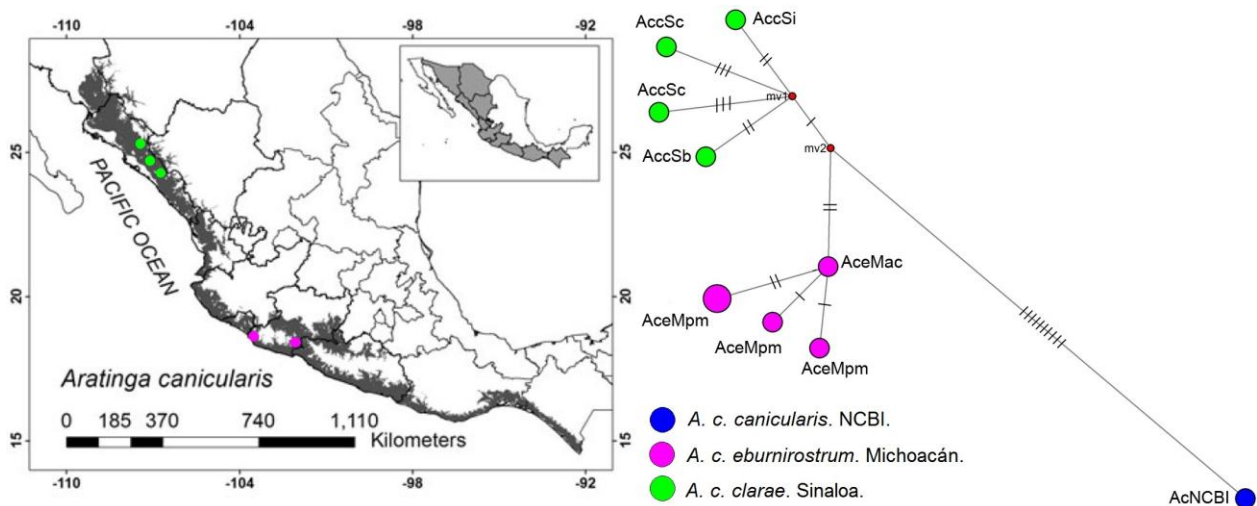 -110 -104 -98 -92
25
20
15
25
20
15
PACIFIC OCEAN
Aratinga canicularis
0 185 370 740 1,110
Kilometers
-110 -104 -98 -92
AccSc
AccSi
AccSc
mv1
AccSb
mv2
AceMac
AceMpm
AceMpm
AceMpm
A. c. canicularis. NCBI.
A. c. eburnirostrum. Michoacán.
A. c. clarae. Sinaloa.
AcNCBI